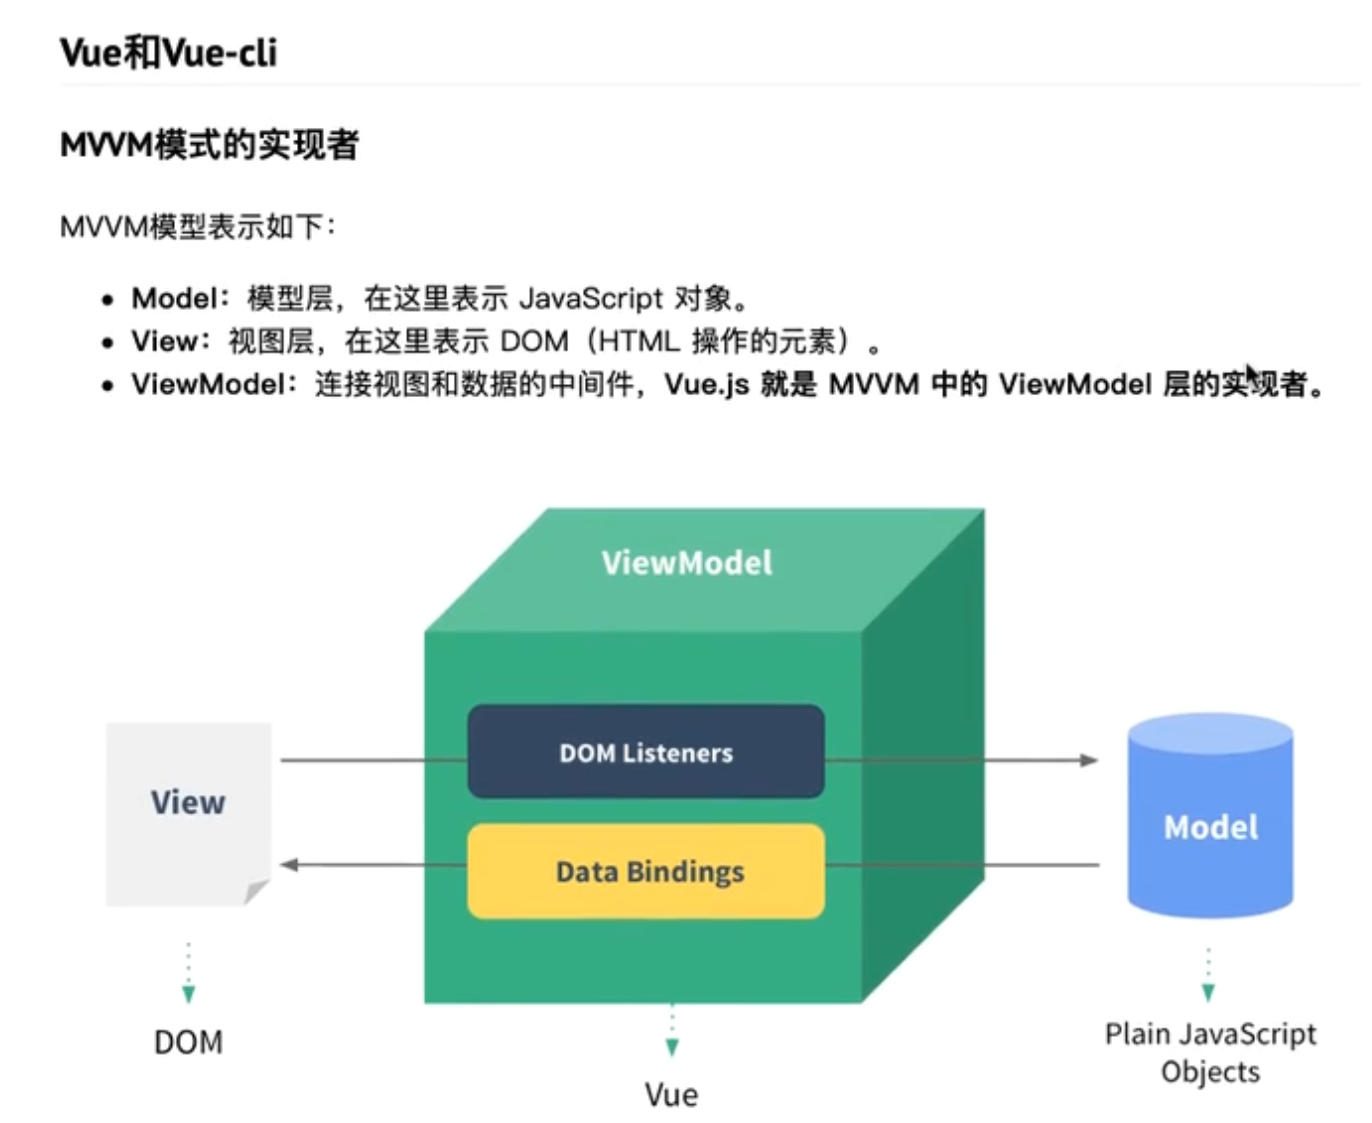 Vue和Vue-cli
MVVM模式的实现者
MVVM模型表示如下：
Model：模型层，在这里表示 JavaScript 对象。
View：视图层，在这里表示 DOM（HTML 操作的元素）。
ViewModel：连接视图和数据的中间件，Vue.js 就是 MVVM 中的 ViewModel 层的实现者。
ViewModel
DOM Listeners
View
Model
Data Bindings
DOM
Vue
Plain JavaScript
Objects